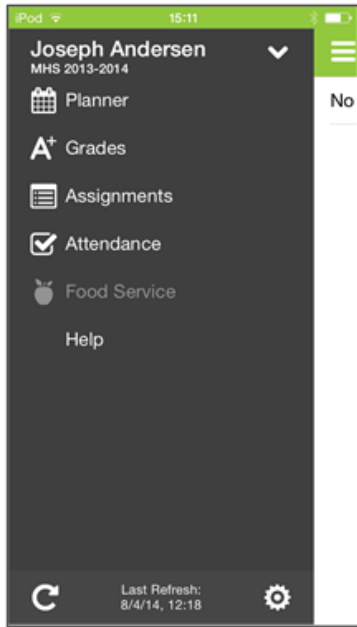 iPod 15:11
Joseph Andersen
MHS 2013-2014
Planner
No
A+ Grades
Assignments
Attendance
Food Service
Help
Last Refresh:
8/4/14, 12:18